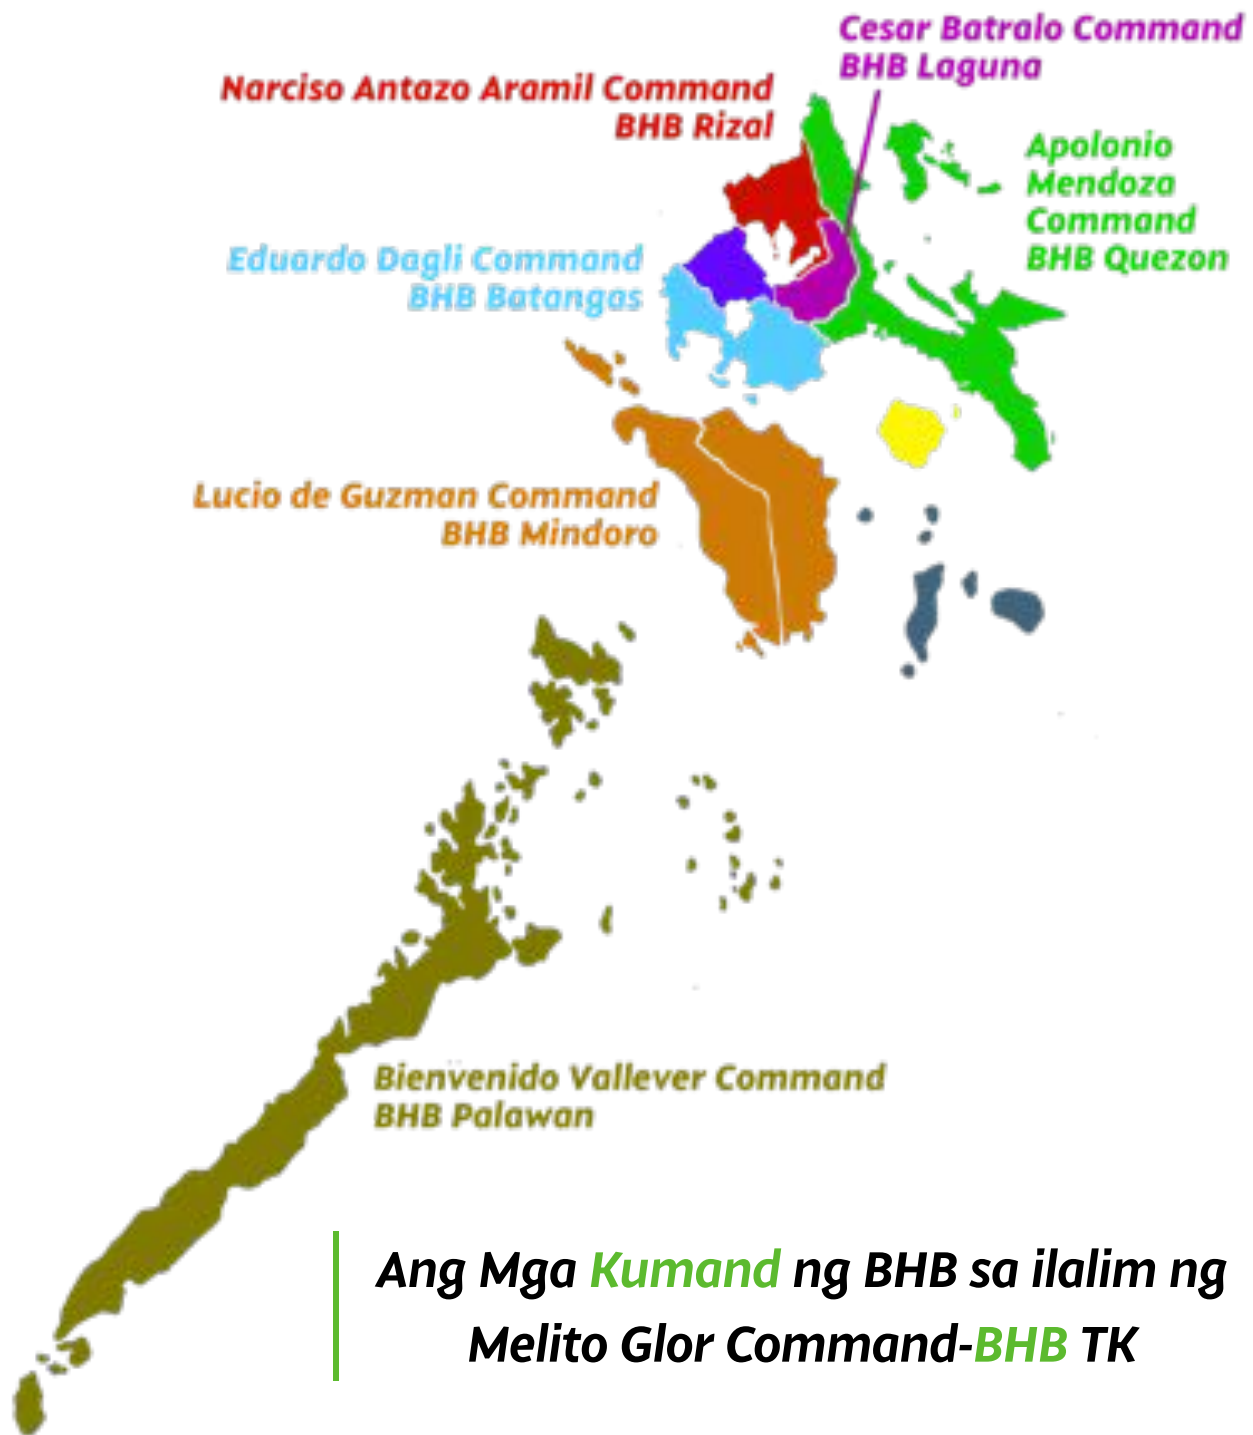 Cesar Batralo Command
BHB Laguna
Narciso Antazo Aramil Command
BHB Rizal
Apolonio
Mendoza
Command
BHB Quezon
Eduardo Dagli Command
BHB Batangas
Lucio de Guzman Command
BHB Mindoro
Bienvenido Vallever Command
BHB Palawan
Ang Mga Kumand ng BHB sa ilalim ng
Melito Glor Command-BHB TK